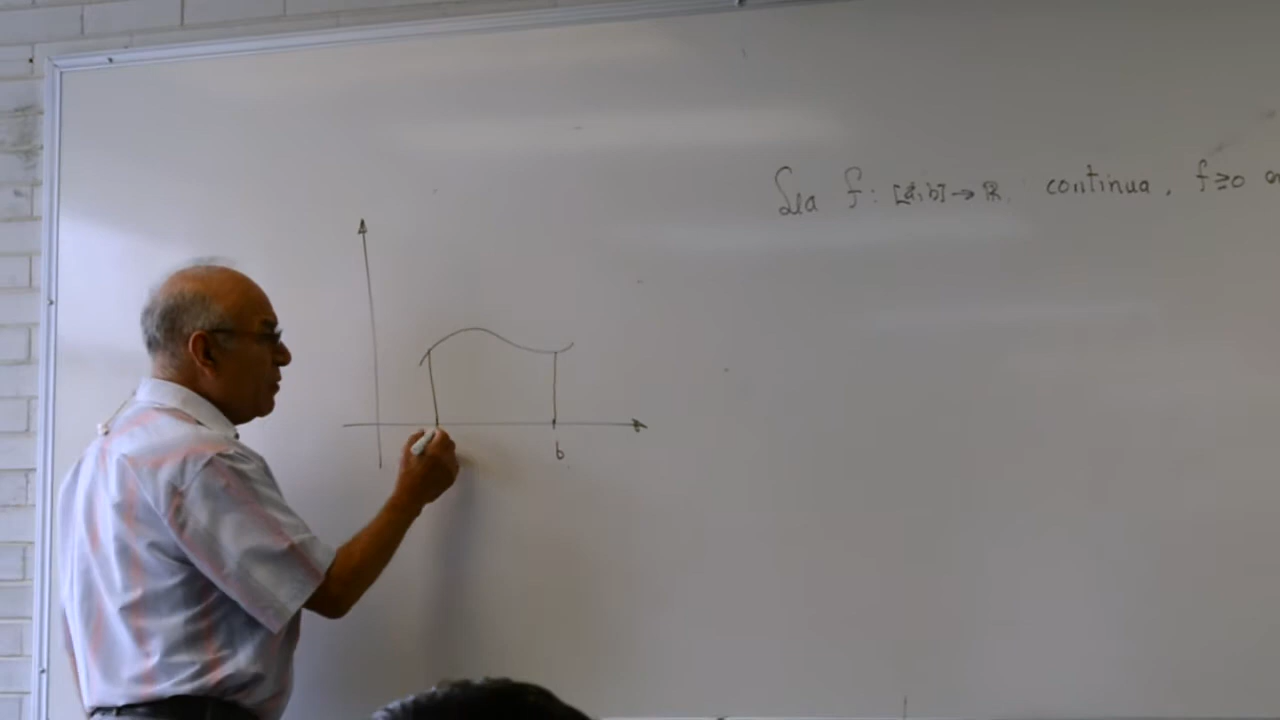 Sea f: [a,b] → ℝ, continua, f≥0
b